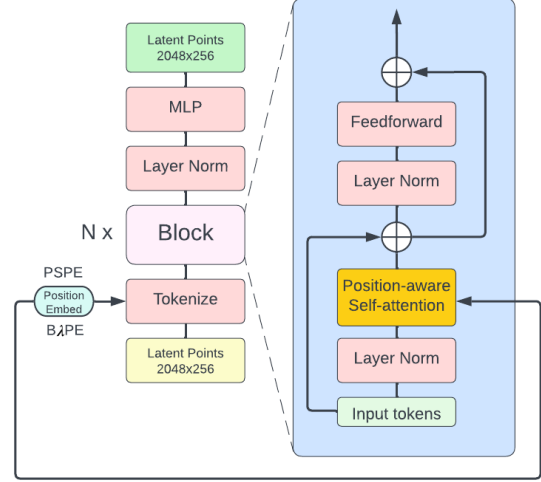 Latent Points
2048x256
MLP
Layer Norm
N x
Block
PSPE
Position
Embed
BλPE
Tokenize
Latent Points
2048x256
Feedforward
Layer Norm
Position-aware
Self-attention
Layer Norm
Input tokens